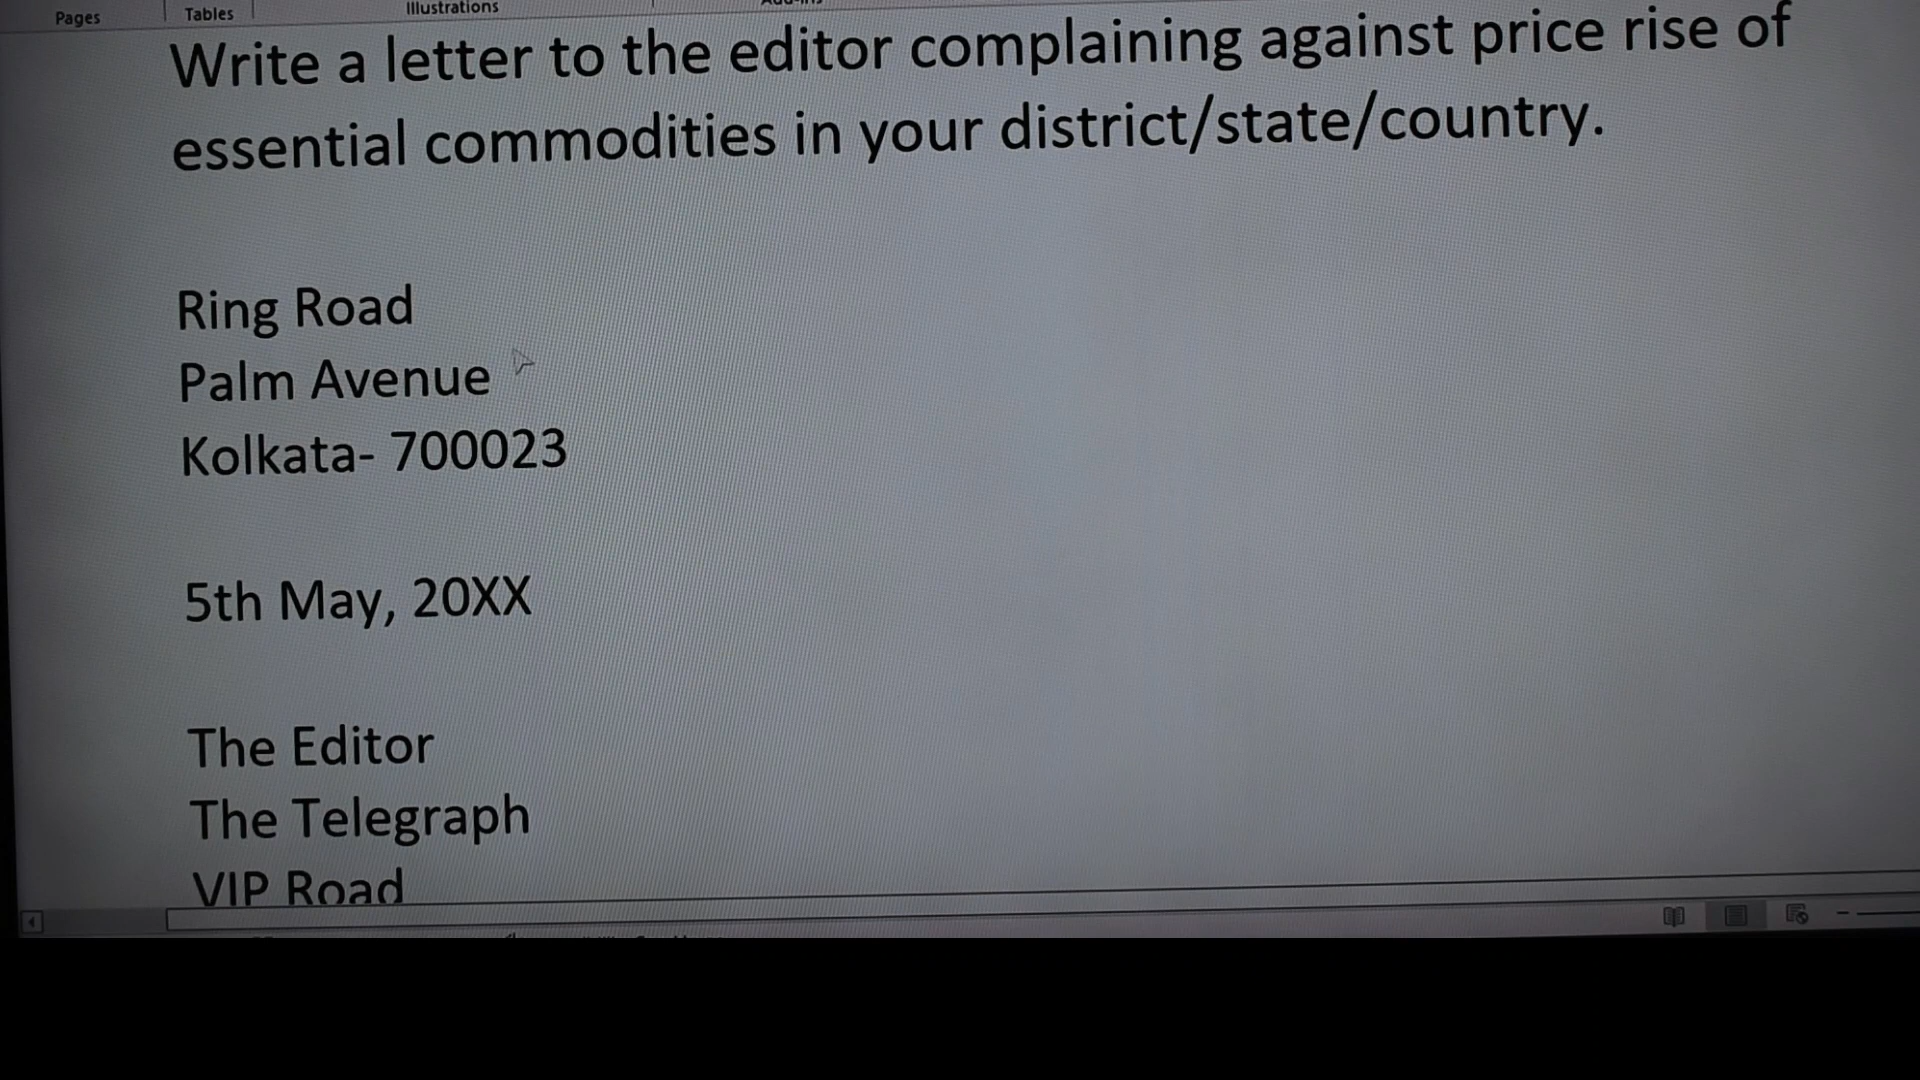 Pages
Tables
Illustrations
Write a letter to the editor complaining against price rise of
essential commodities in your district/state/country.
Ring Road
Palm Avenue
Kolkata- 700023
5th May, 20XX
The Editor
The Telegraph
VIP Road